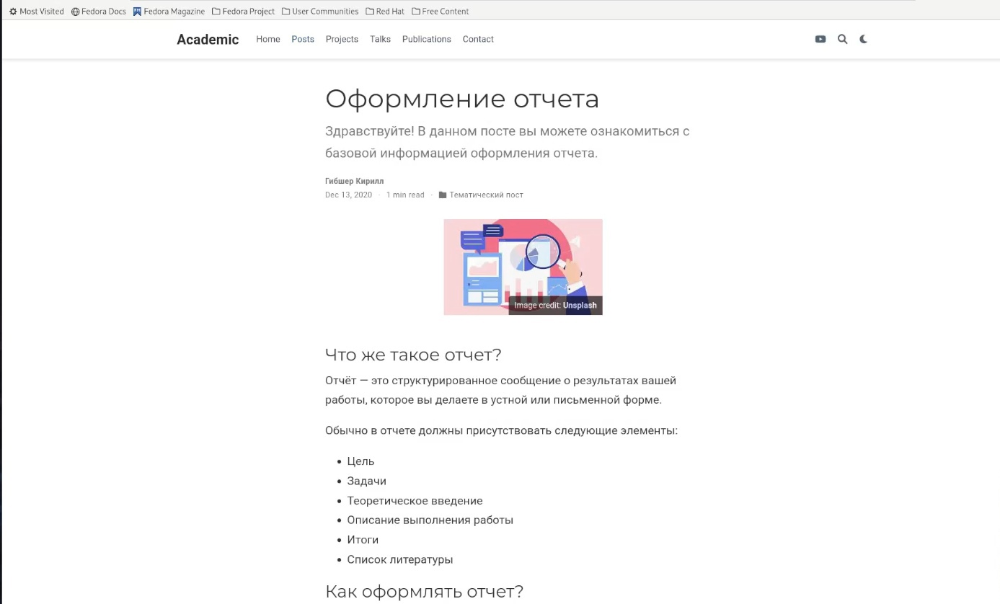 Most Visited Fedora Docs Fedora Magazine Fedora Project User Communities Red Hat Free Content
Academic Home Posts Projects Talks Publications Contact
Оформление отчета
Здравствуйте! В данном посте вы можете ознакомиться с
базовой информацией оформления отчета.
Гибшер Кирилл
Dec 13, 2020 · 1 min read · Тематический пост
Image credit: Unsplash
Что же такое отчет?
Отчёт — это структурированное сообщение о результатах вашей
работы, которое вы делаете в устной или письменной форме.
Обычно в отчете должны присутствовать следующие элементы:
• Цель
• Задачи
• Теоретическое введение
• Описание выполнения работы
• Итоги
• Список литературы
Как оформлять отчет?